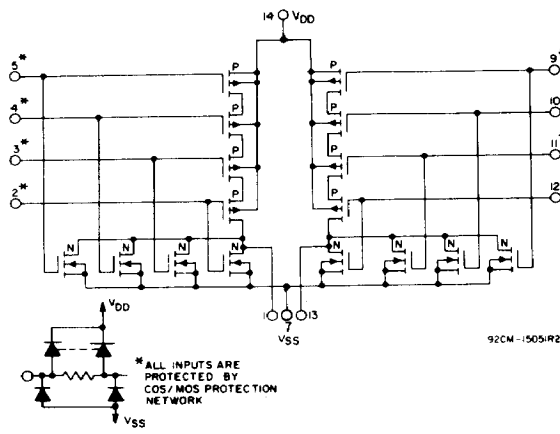 14 VDD
5* P P 9*
4* P P 10*
3* P P 11*
2* P P 12*
N N N N N N N N
1 7 13
VSS
92CM-15051R2
VDD
*ALL INPUTS ARE
PROTECTED BY
COS/MOS PROTECTION
NETWORK
VSS